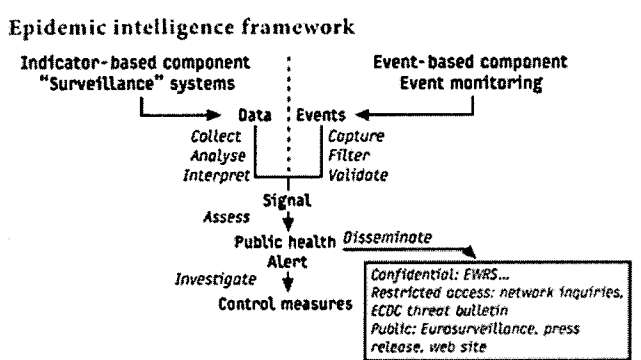 Epidemic intelligence framework
Indicator-based component
"Surveillance" systems
Event-based component
Event monitoring
Data
Events
Collect
Analyse
Interpret
Capture
Filter
Validate
Signal
Assess
Public health
Alert
Disseminate
Investigate
Control measures
Confidential: EWRS...
Restricted access: network inquiries,
ECDC threat bulletin
Public: Eurosurveillance, press
release, web site